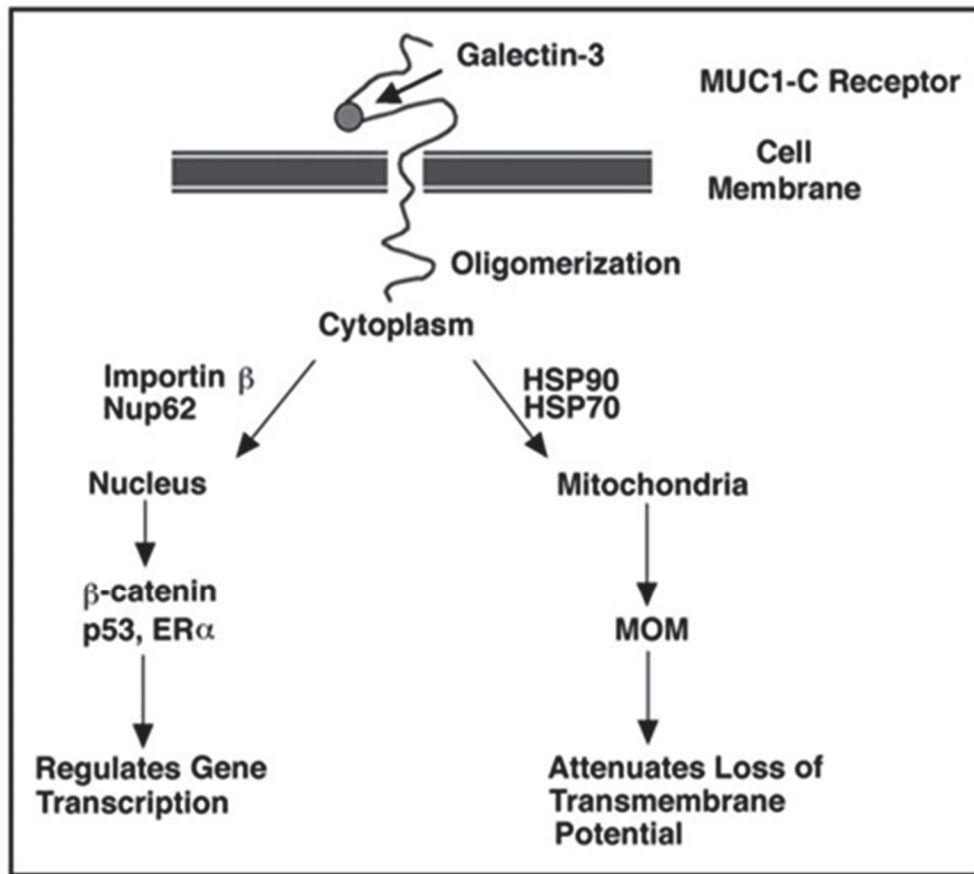 Galectin-3
MUC1-C Receptor
Cell
Membrane
Oligomerization
Cytoplasm
Importin β
Nup62
HSP90
HSP70
Nucleus
Mitochondria
β-catenin
p53, ERα
MOM
Regulates Gene
Transcription
Attenuates Loss of
Transmembrane
Potential